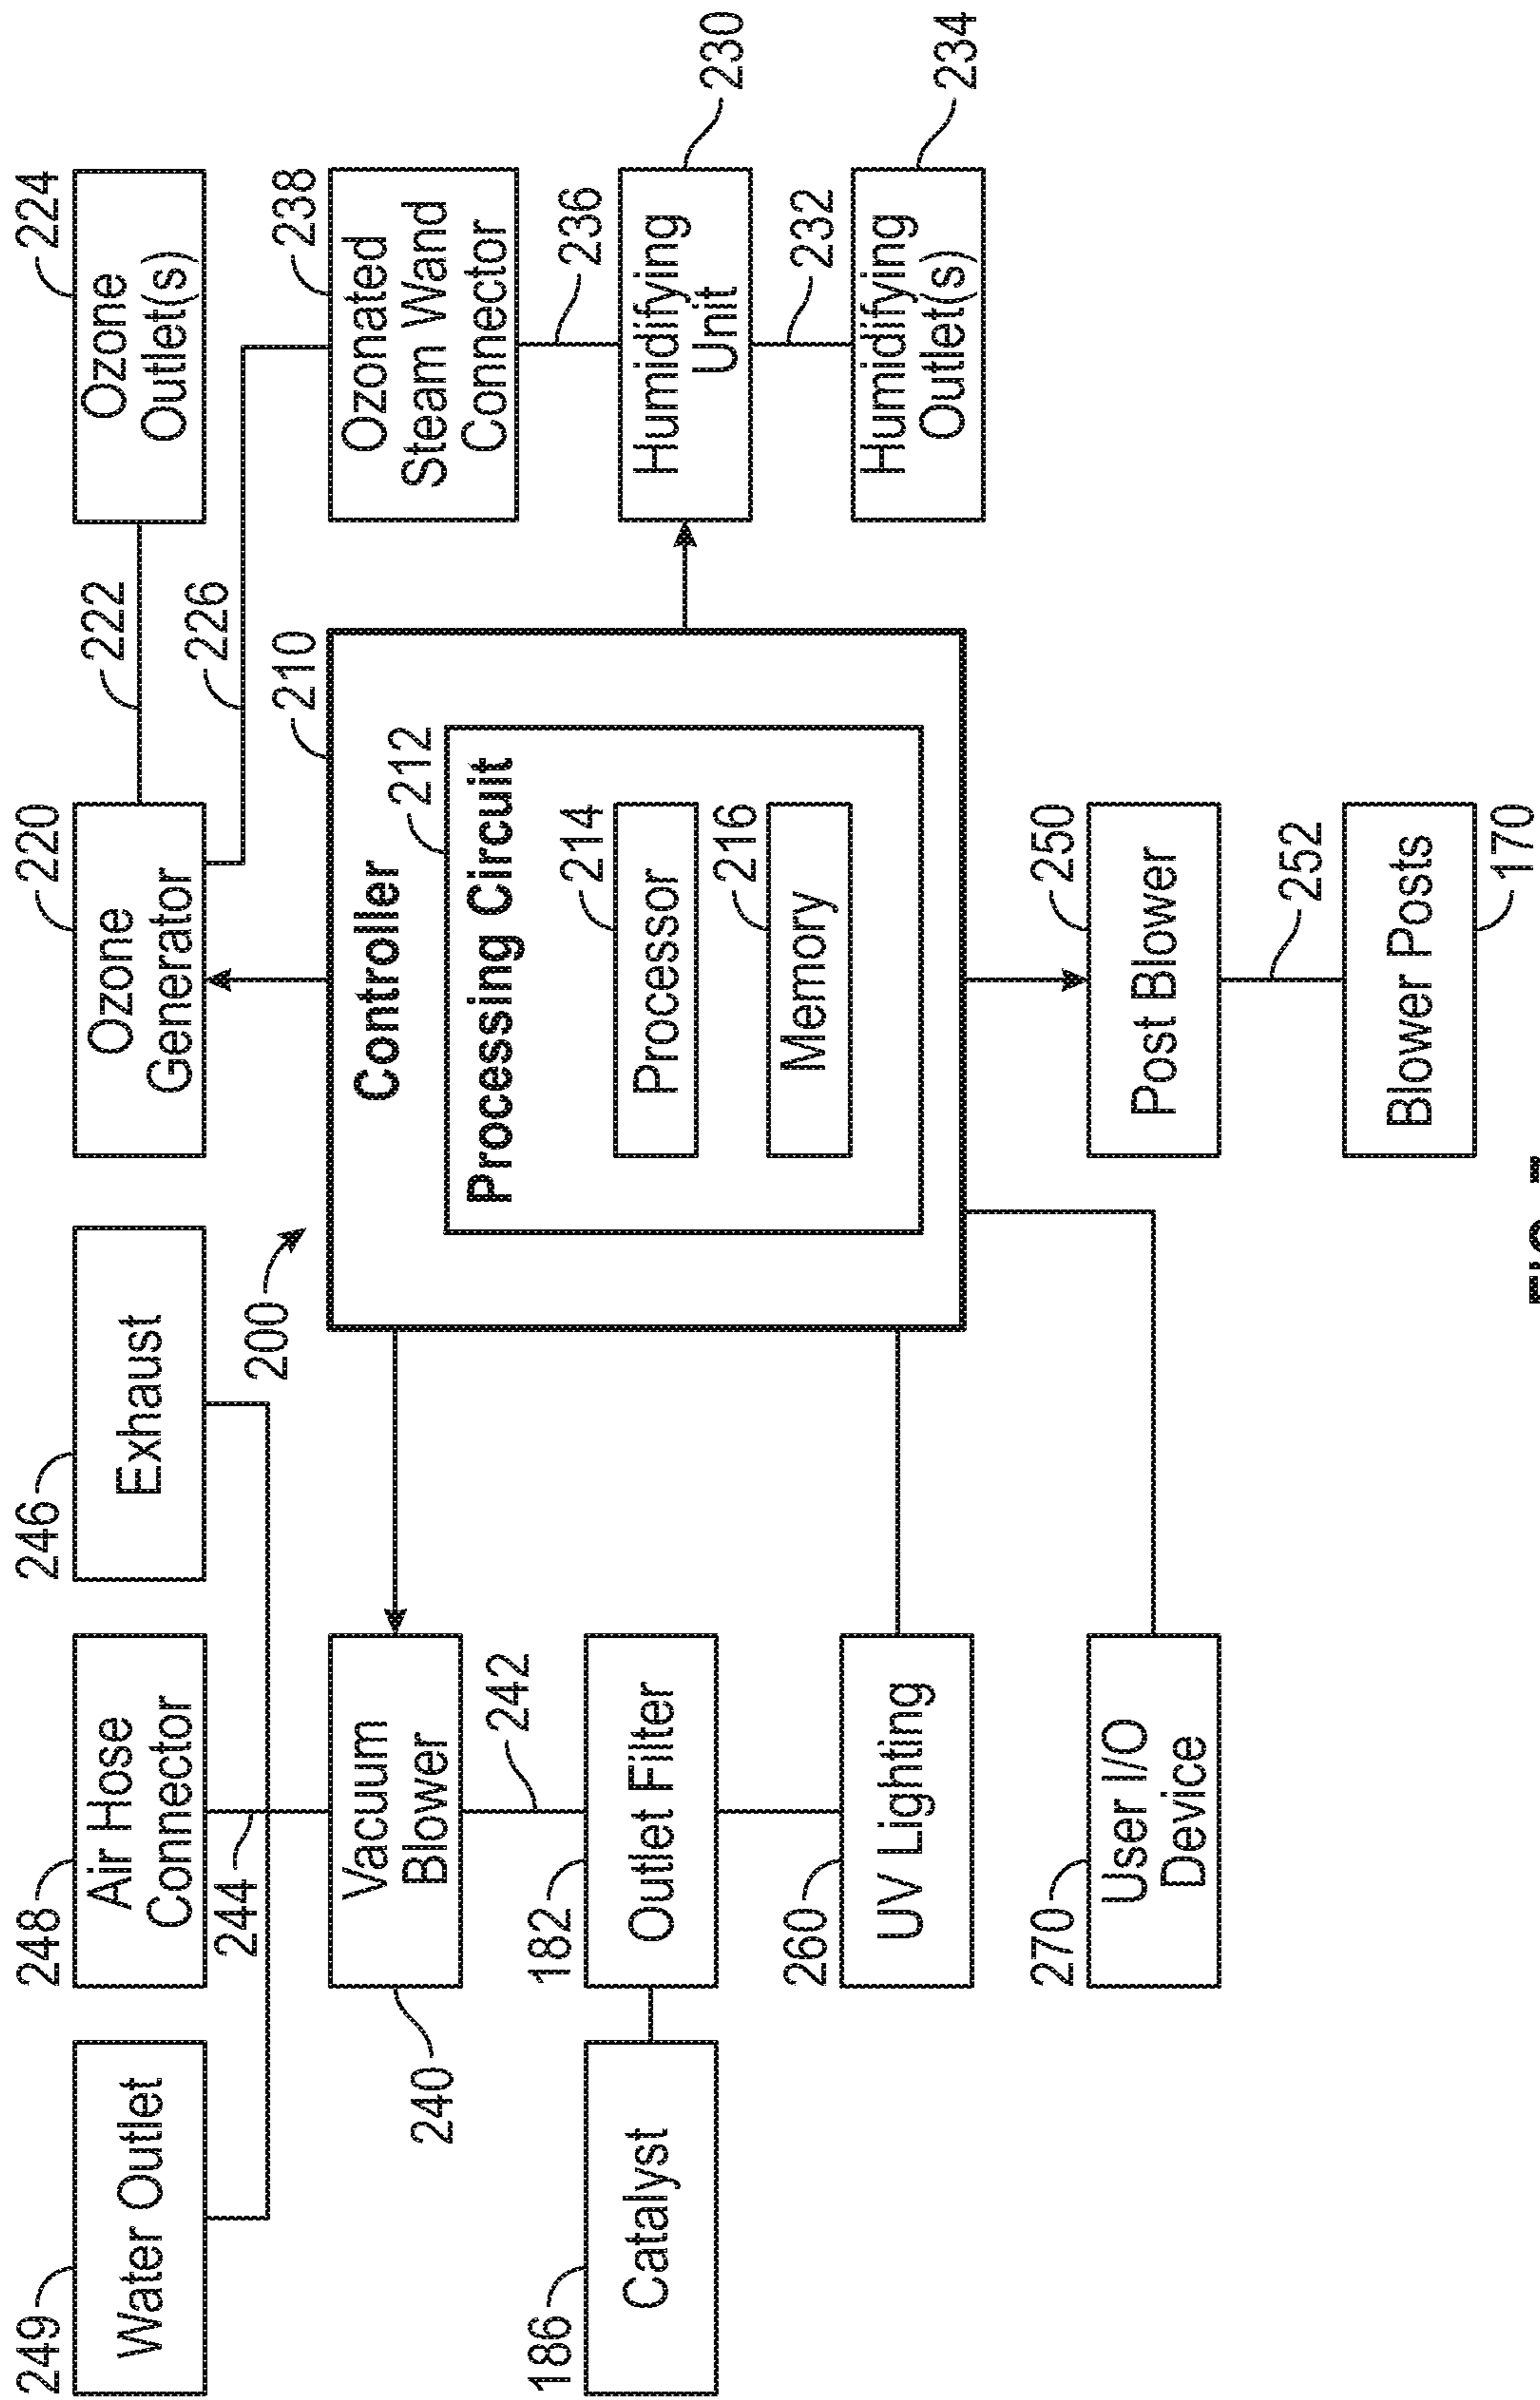 249
Water Outlet
248
Air Hose
Connector
246
Exhaust
220
Ozone
Generator
222
224
Ozone
Outlet(s)
244
200
226
210
238
Ozonated
Steam Wand
Connector
240
Vacuum
Blower
Controller
212
Processing Circuit
242
236
186
Catalyst
182
Outlet Filter
214
Processor
230
Humidifying
Unit
216
Memory
232
260
UV Lighting
234
Humidifying
Outlet(s)
270
User I/O
Device
250
Post Blower
252
Blower Posts
170